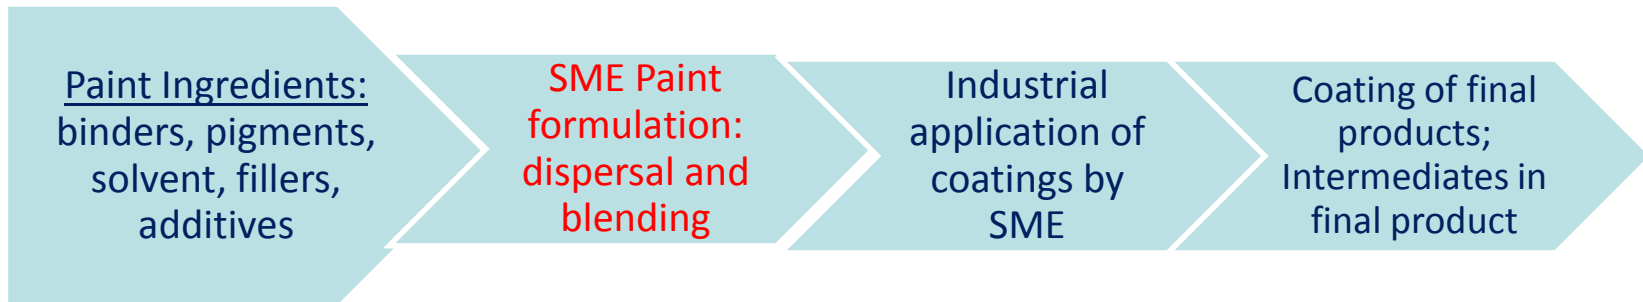 Paint Ingredients:
binders, pigments,
solvent, fillers,
additives
SME Paint
formulation:
dispersal and
blending
Industrial
application of
coatings by
SME
Coating of final
products;
Intermediates in
final product